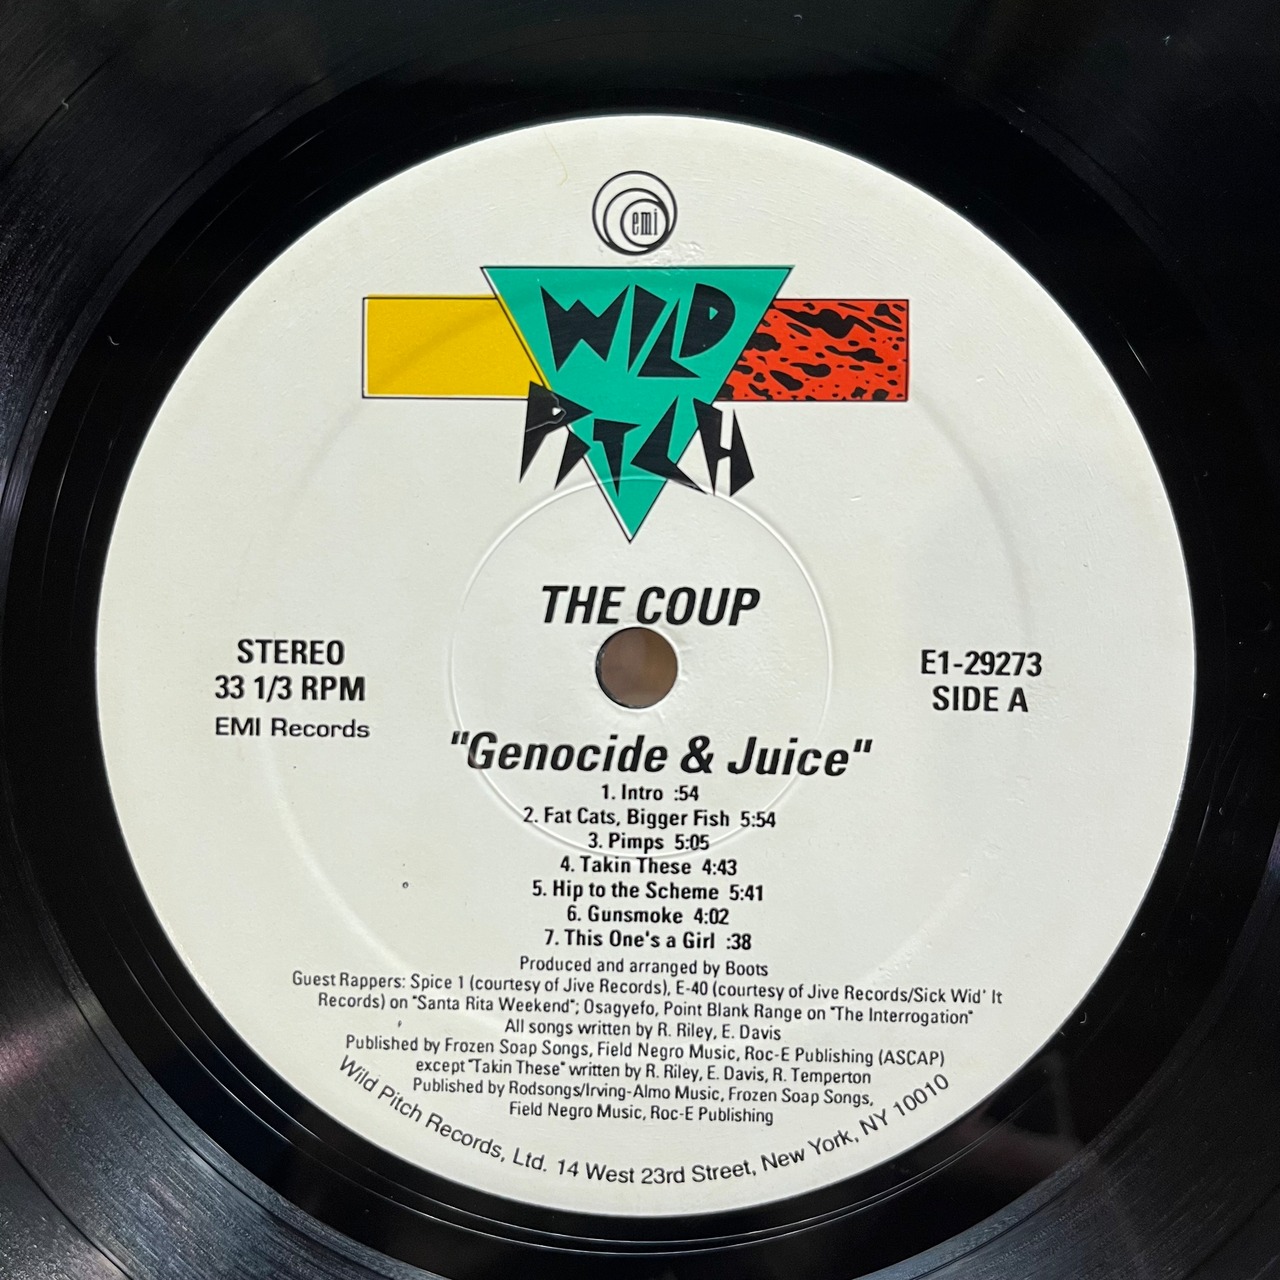 emi
WILD
PITCH
THE COUP
STEREO
33 1/3 RPM
EMI Records
E1-29273
SIDE A
"Genocide & Juice"
1. Intro :54
2. Fat Cats, Bigger Fish 5:54
3. Pimps 5:05
4. Takin These 4:43
5. Hip to the Scheme 5:41
6. Gunsmoke 4:02
7. This One's a Girl :38
Produced and arranged by Boots
Guest Rappers: Spice 1 (courtesy of Jive Records), E-40 (courtesy of Jive Records/Sick Wid' It
Records) on "Santa Rita Weekend"; Osagyefo, Point Blank Range on "The Interrogation"
All songs written by R. Riley, E. Davis
Published by Frozen Soap Songs, Field Negro Music, Roc-E Publishing (ASCAP)
except "Takin These" written by R. Riley, E. Davis, R. Temperton
Published by Rodsongs/Irving-Almo Music, Frozen Soap Songs,
Field Negro Music, Roc-E Publishing
Wild Pitch Records, Ltd. 14 West 23rd Street, New York, NY 10010